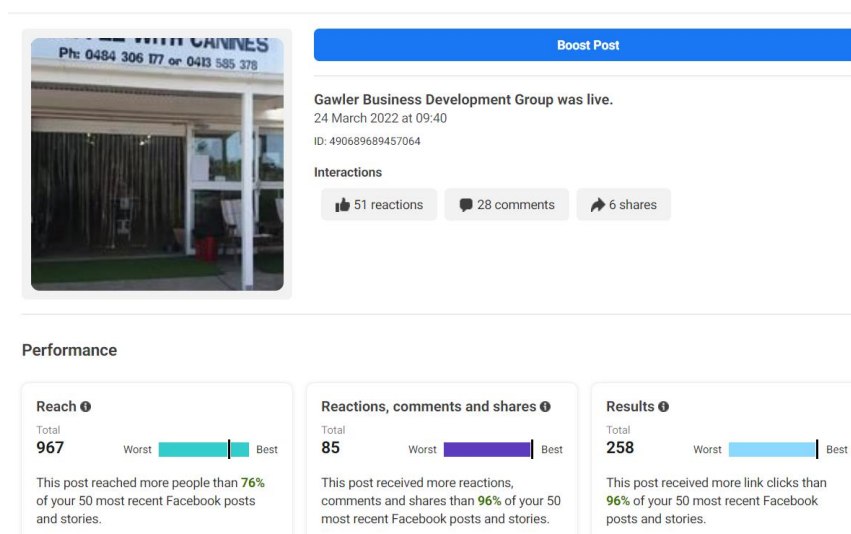 WITH CANINES
Ph: 0484 306 177 or 0413 585 378
Boost Post
Gawler Business Development Group was live.
24 March 2022 at 09:40
ID: 490689689457064
Interactions
51 reactions
28 comments
6 shares
Performance
Reach
Total
967
Worst
Best
This post reached more people than 76%
of your 50 most recent Facebook posts
and stories.
Reactions, comments and shares
Total
85
Worst
Best
This post received more reactions,
comments and shares than 96% of your 50
most recent Facebook posts and stories.
Results
Total
258
Worst
Best
This post received more link clicks than
96% of your 50 most recent Facebook
posts and stories.